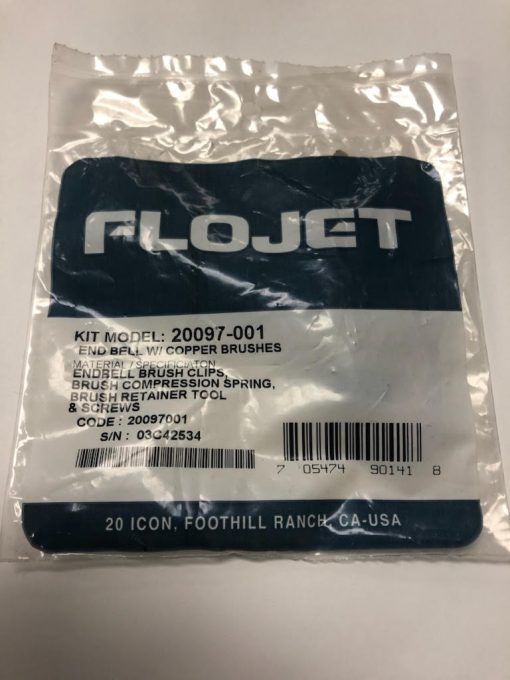 FLOJET
KIT MODEL: 20097-001
END BELL W/ COPPER BRUSHES
MATERIAL / SPECIFICIATON
ENDBELL BRUSH CLIPS,
BRUSH COMPRESSION SPRING,
BRUSH RETAINER TOOL
& SCREWS
CODE : 20097001
S/N : 03C42534
7 05474 90141 8
20 ICON, FOOTHILL RANCH, CA-USA